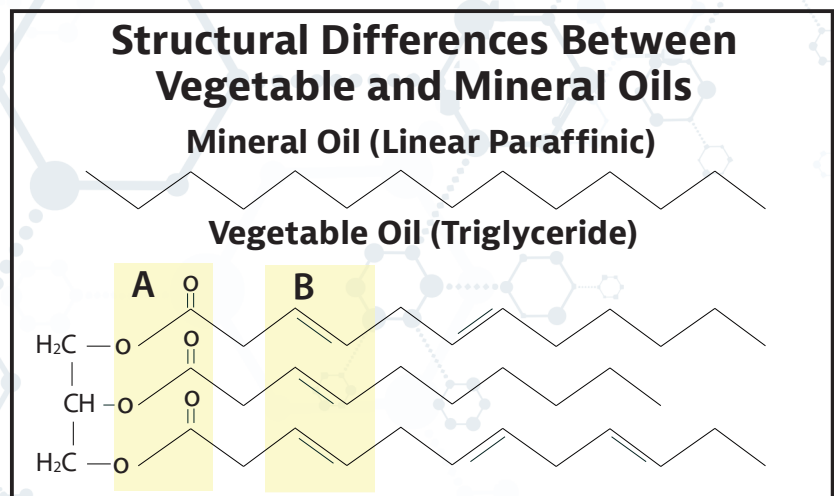 Structural Differences Between
Vegetable and Mineral Oils
Mineral Oil (Linear Paraffinic)
Vegetable Oil (Triglyceride)
A B
O
H₂C O
O
CH O
O
H₂C O